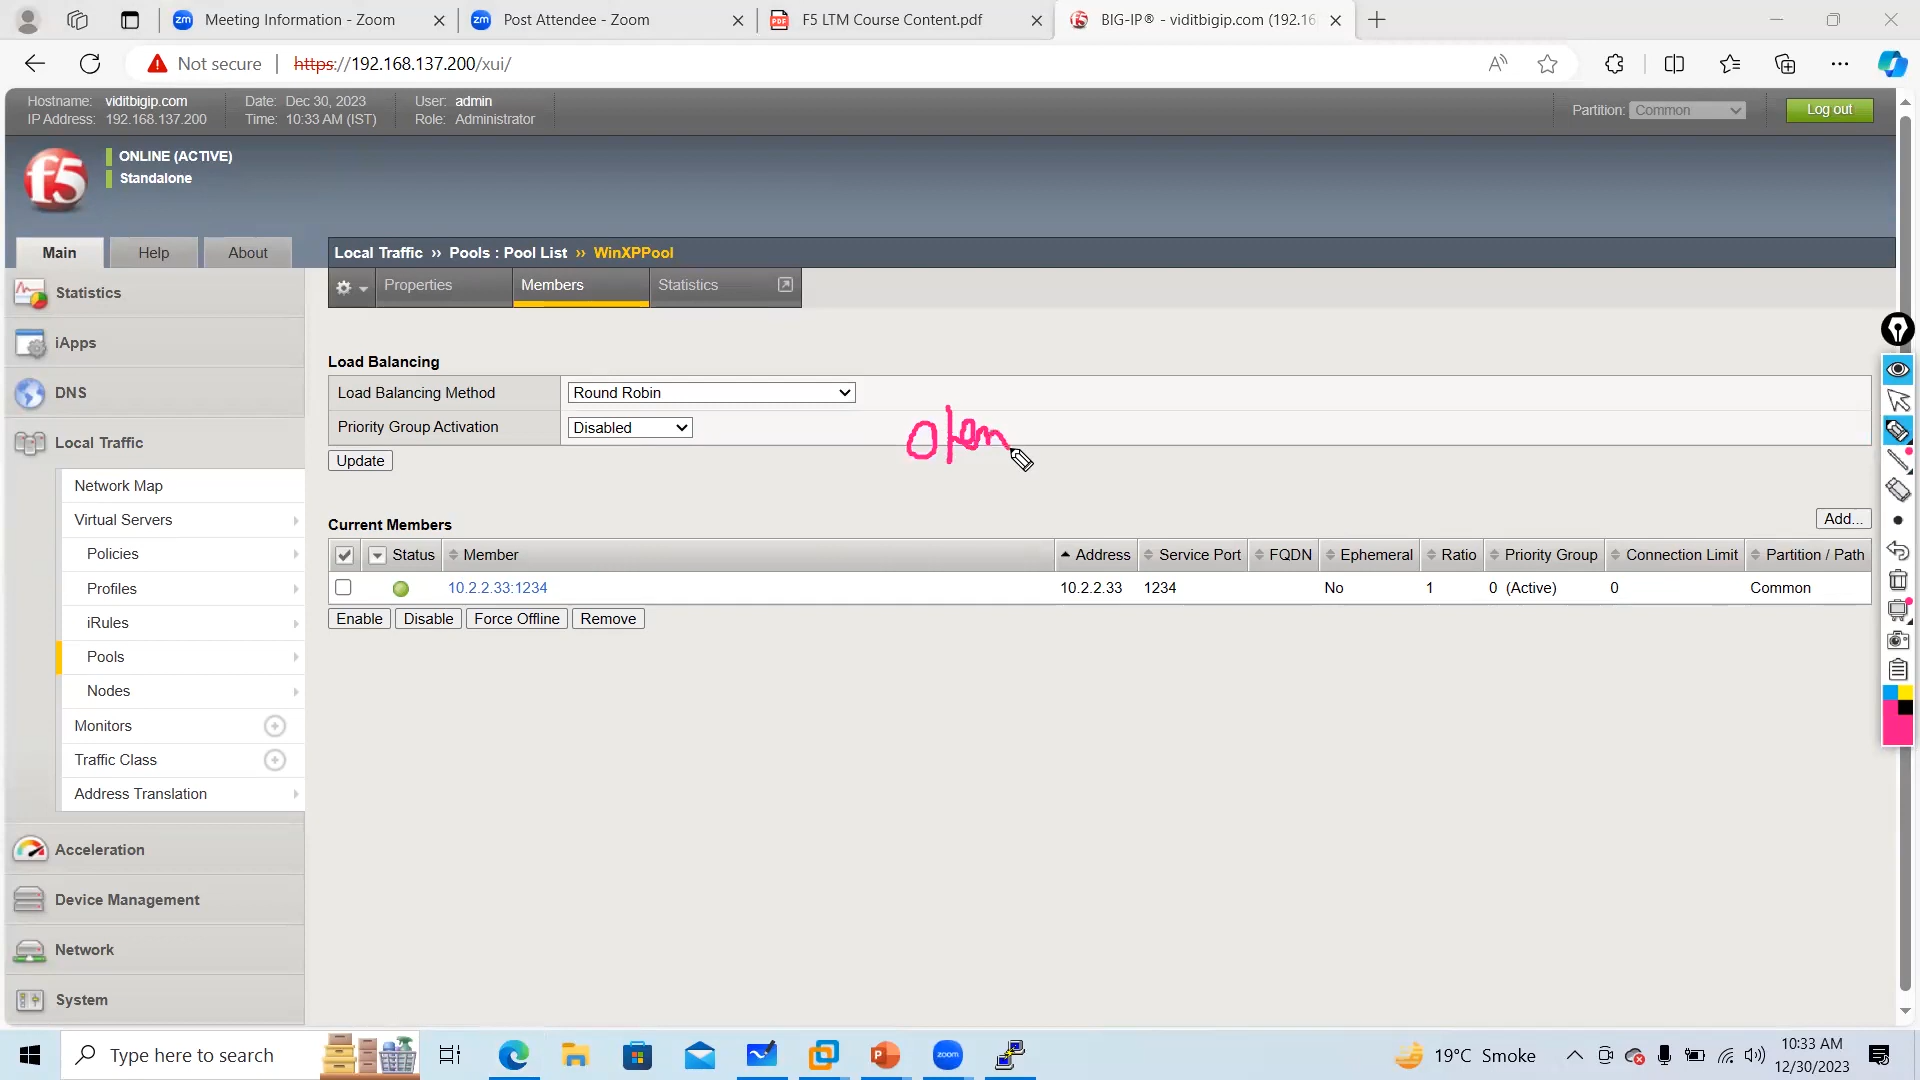 Meeting Information - Zoom
Post Attendee - Zoom
F5 LTM Course Content.pdf
BIG-IP® - viditbigip.com (192.16
Not secure
https://192.168.137.200/xui/
Hostname: viditbigip.com
Date: Dec 30, 2023
User: admin
IP Address: 192.168.137.200
Time: 10:33 AM (IST)
Role: Administrator
Partition: Common
Log out
f5
ONLINE (ACTIVE)
Standalone
Main
Help
About
Local Traffic ›› Pools : Pool List ›› WinXPPool
Properties
Members
Statistics
Statistics
iApps
DNS
Local Traffic
Network Map
Virtual Servers
Policies
Profiles
iRules
Pools
Nodes
Monitors
Traffic Class
Address Translation
Acceleration
Device Management
Network
System
Load Balancing
Load Balancing Method
Round Robin
Priority Group Activation
Disabled
Update
Current Members
Add...
Status
Member
Address
Service Port
FQDN
Ephemeral
Ratio
Priority Group
Connection Limit
Partition / Path
10.2.2.33:1234
10.2.2.33
1234
No
1
0 (Active)
0
Common
Enable
Disable
Force Offline
Remove
Type here to search
zoom
19°C Smoke
10:33 AM
12/30/2023